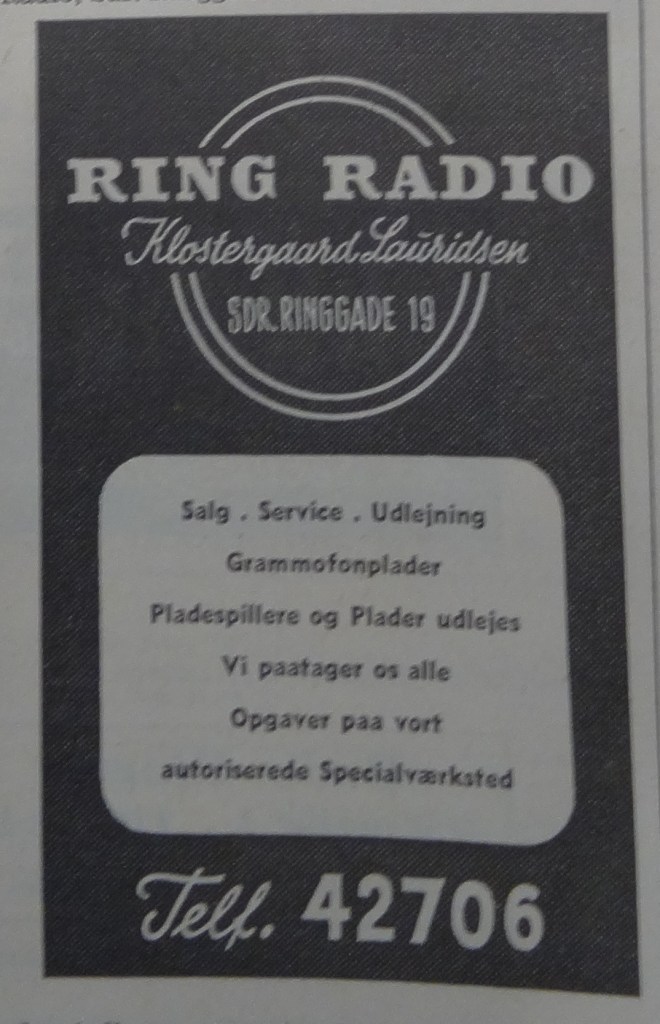 RING RADIO
Klostergaard Lauridsen
SDR. RINGGADE 19
Salg . Service . Udlejning
Grammofonplader
Pladespillere og Plader udlejes
Vi paatager os alle
Opgaver paa vort
autoriserede Specialværksted
Telf. 42706